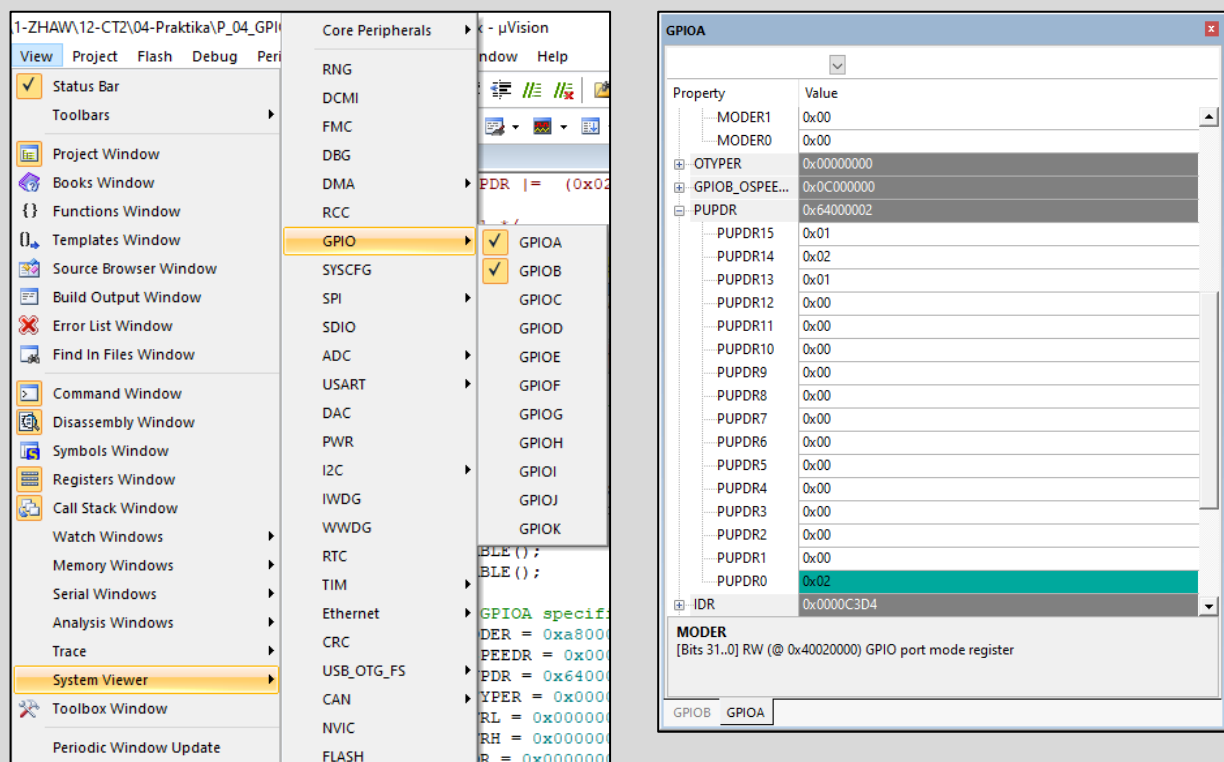 .\1-ZHAW\12-CT2\04-Praktika\P_04_GPI
x - µVision
View Project Flash Debug Peri
ndow Help
Status Bar
Toolbars
Project Window
Books Window
Functions Window
Templates Window
Source Browser Window
Build Output Window
Error List Window
Find In Files Window
Command Window
Disassembly Window
Symbols Window
Registers Window
Call Stack Window
Watch Windows
Memory Windows
Serial Windows
Analysis Windows
Trace
System Viewer
Toolbox Window
Periodic Window Update
Core Peripherals
RNG
DCMI
FMC
DBG
DMA
RCC
GPIO
SYSCFG
SPI
SDIO
ADC
USART
DAC
PWR
I2C
IWDG
WWDG
RTC
TIM
Ethernet
CRC
USB_OTG_FS
CAN
NVIC
FLASH
PDR |= (0x02
GPIOA
GPIOB
GPIOC
GPIOD
GPIOE
GPIOF
GPIOG
GPIOH
GPIOI
GPIOJ
GPIOK
BLE();
BLE();
GPIOA specifi
DER = 0xa8000
PEEDR = 0x000
PDR = 0x64000
YPER = 0x0000
RL = 0x000000
RH = 0x000000
R = 0x0000000
GPIOA
Property Value
MODER1 0x00
MODER0 0x00
OTYPER 0x00000000
GPIOB_OSPEE... 0x0C000000
PUPDR 0x64000002
PUPDR15 0x01
PUPDR14 0x02
PUPDR13 0x01
PUPDR12 0x00
PUPDR11 0x00
PUPDR10 0x00
PUPDR9 0x00
PUPDR8 0x00
PUPDR7 0x00
PUPDR6 0x00
PUPDR5 0x00
PUPDR4 0x00
PUPDR3 0x00
PUPDR2 0x00
PUPDR1 0x00
PUPDR0 0x02
IDR 0x0000C3D4
MODER
[Bits 31..0] RW (@ 0x40020000) GPIO port mode register
GPIOB GPIOA